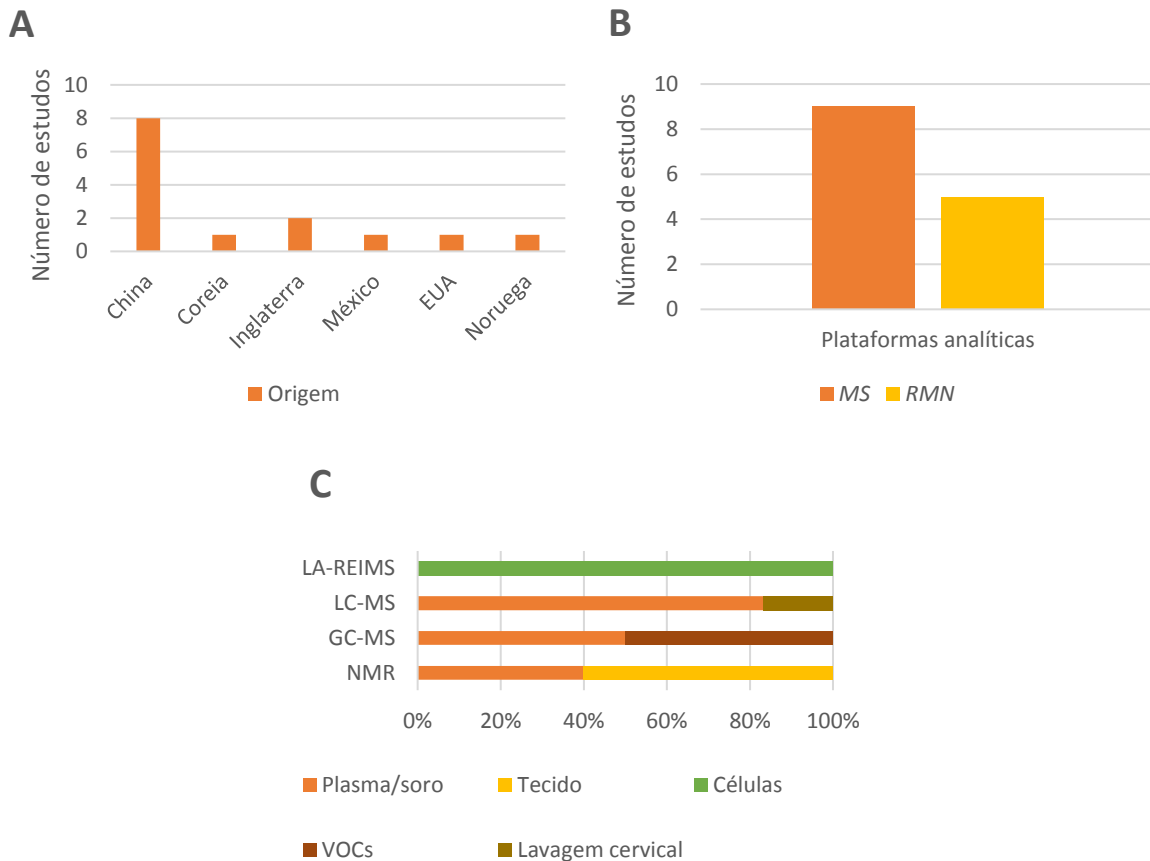 A
Número de estudos
10
8
6
4
2
0
China
Coreia
Inglaterra
México
EUA
Noruega
Origem
B
Número de estudos
10
8
6
4
2
0
Plataformas analíticas
MS RMN
C
LA-REIMS
LC-MS
GC-MS
NMR
0% 20% 40% 60% 80% 100%
Plasma/soro Tecido Células
VOCs Lavagem cervical